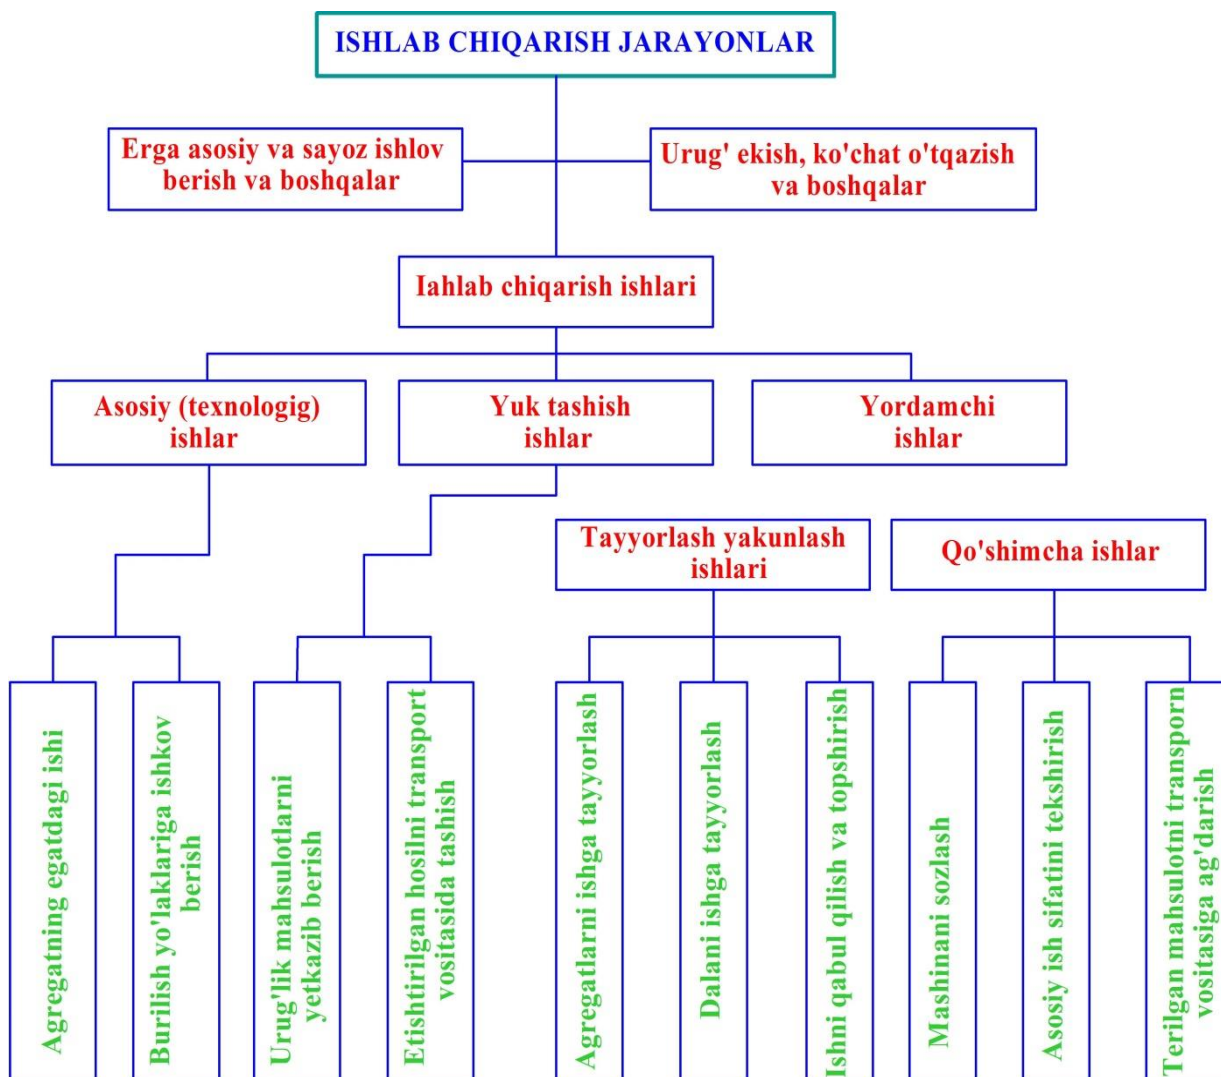 ISHLAB CHIQARISH JARAYONLAR
Erga asosiy va sayoz ishlov
berish va boshqalar
Urug' ekish, ko'chat o'tqazish
va boshqalar
Iahlab chiqarish ishlari
Asosiy (texnologig)
ishlar
Yuk tashish
ishlar
Yordamchi
ishlar
Tayyorlash yakunlash
ishlari
Qo'shimcha ishlar
Agregatning egatdagi ishi
Burilish yo'laklariga ishkov
berish
Urug'lik mahsulotlarni
yetkazib berish
Etishtirilgan hosilni transport
vositasida tashish
Agregatlarni ishga tayyorlash
Dalani ishga tayyorlash
Ishni qabul qilish va topshirish
Mashinani sozlash
Asosiy ish sifatini tekshirish
Terilgan mahsulotni transporn
vositasiga ag'darish